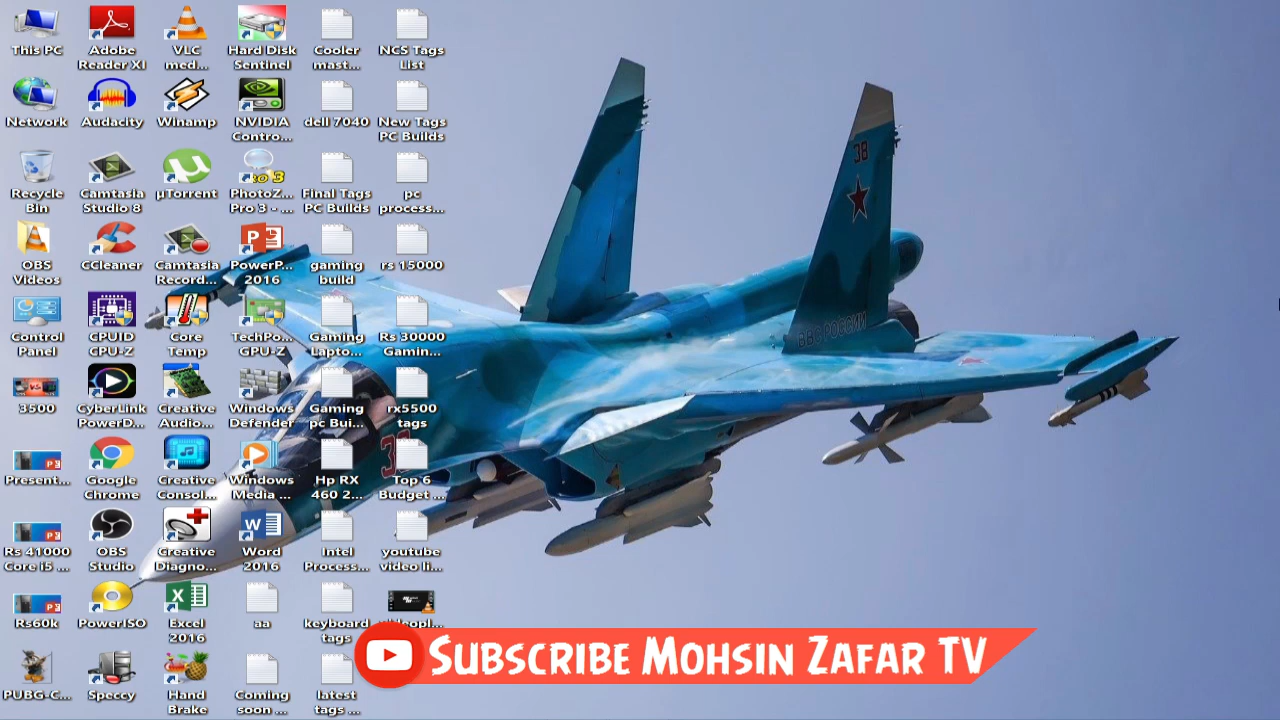 This PC
Adobe
Reader XI
VLC
med...
Hard Disk
Sentinel
Cooler
mast...
NCS Tags
List
Network
Audacity
Winamp
NVIDIA
Contro...
dell 7040
New Tags
PC Builds
Recycle
Bin
Camtasia
Studio 8
µTorrent
PhotoZ...
Pro 3 - ...
Final Tags
PC Builds
pc
process...
OBS
Videos
CCleaner
Camtasia
Record...
PowerP...
2016
gaming
build
rs 15000
Control
Panel
CPUID
CPU-Z
Core
Temp
TechPo...
GPU-Z
Gaming
Lapto...
Rs 30000
Gamin...
3500
CyberLink
PowerD...
Creative
Audio...
Windows
Defender
Gaming
pc Bui...
rx5500
tags
Present...
Google
Chrome
Creative
Consol...
Windows
Media ...
Hp RX
460 2...
Top 6
Budget ...
Rs 41000
Core i5 ...
OBS
Studio
Creative
Diagno...
Word
2016
Intel
Process...
youtube
video li...
Rs60k
PowerISO
Excel
2016
aa
keyboard
tags
PUBG-C...
Speccy
Hand
Brake
Coming
soon ...
latest
tags ...
38
ВВС РОССИИ
Subscribe Mohsin Zafar TV